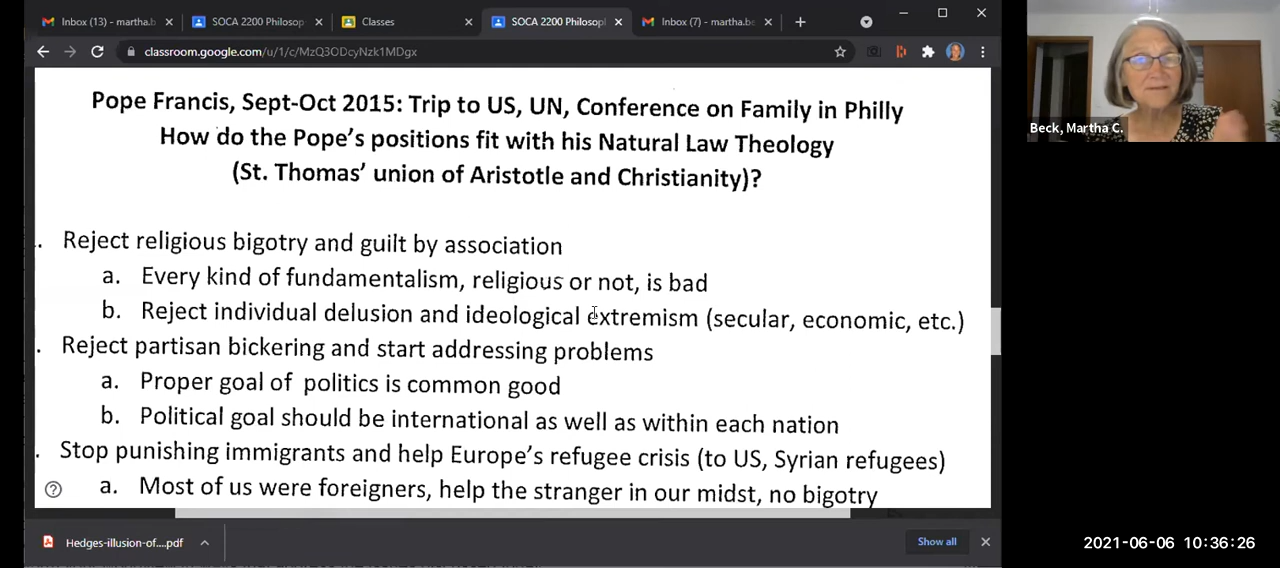 Inbox (13) - martha.b
SOCA 2200 Philosop
Classes
SOCA 2200 Philosop
Inbox (7) - martha.be
classroom.google.com/u/1/c/MzQ3ODcyNzk1MDgx
Beck, Martha C.
Pope Francis, Sept-Oct 2015: Trip to US, UN, Conference on Family in Philly
How do the Pope's positions fit with his Natural Law Theology
(St. Thomas' union of Aristotle and Christianity)?
. Reject religious bigotry and guilt by association
a. Every kind of fundamentalism, religious or not, is bad
b. Reject individual delusion and ideological extremism (secular, economic, etc.)
. Reject partisan bickering and start addressing problems
a. Proper goal of politics is common good
b. Political goal should be international as well as within each nation
. Stop punishing immigrants and help Europe's refugee crisis (to US, Syrian refugees)
a. Most of us were foreigners, help the stranger in our midst, no bigotry
Hedges-illusion-of....pdf
Show all
2021-06-06 10:36:26